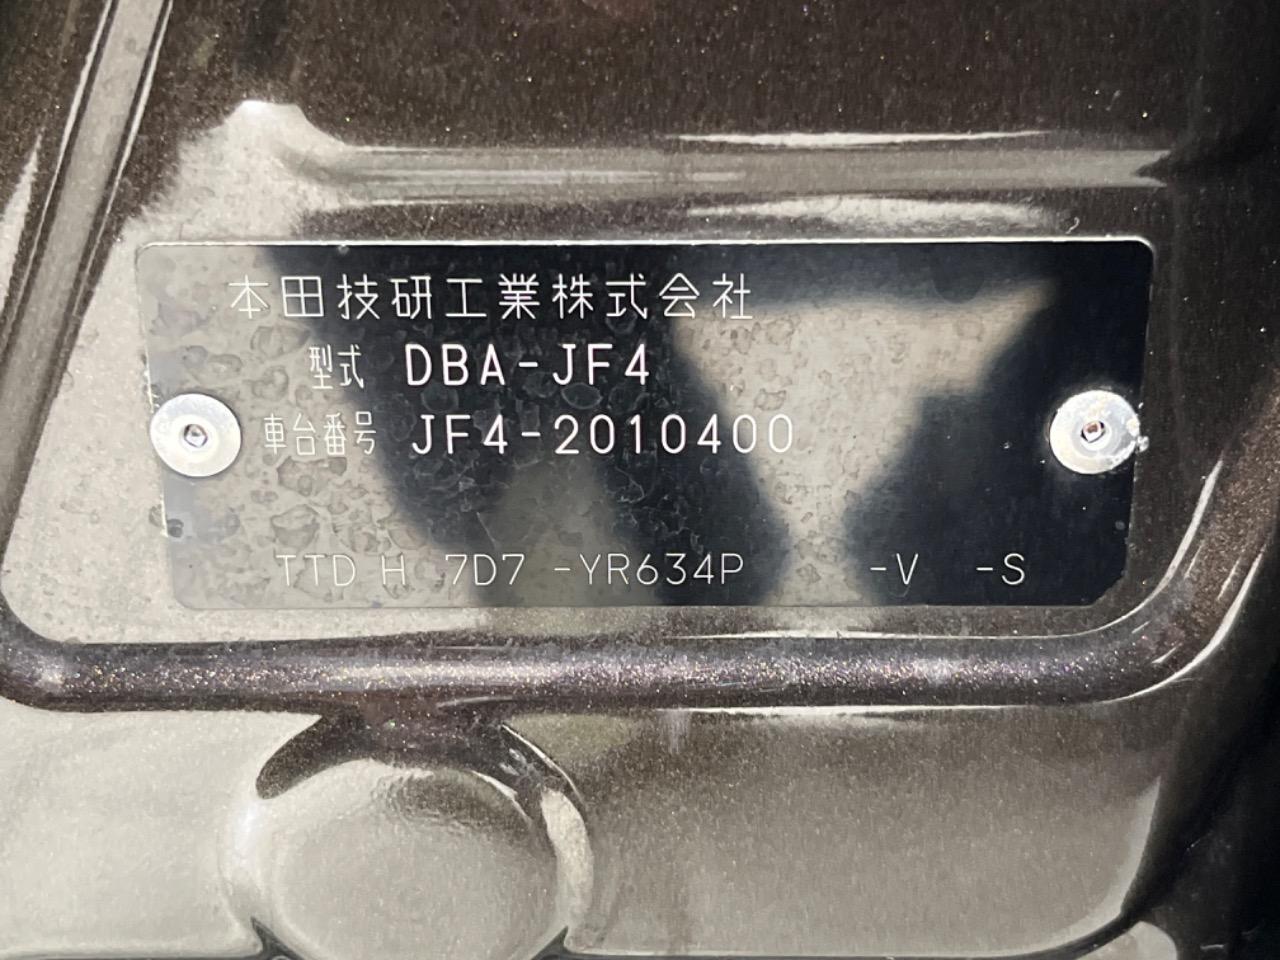 本田技研工業株式会社
型式 DBA-JF4
車台番号 JF4-2010400
TTD H 7D7 -YR634P -V -S